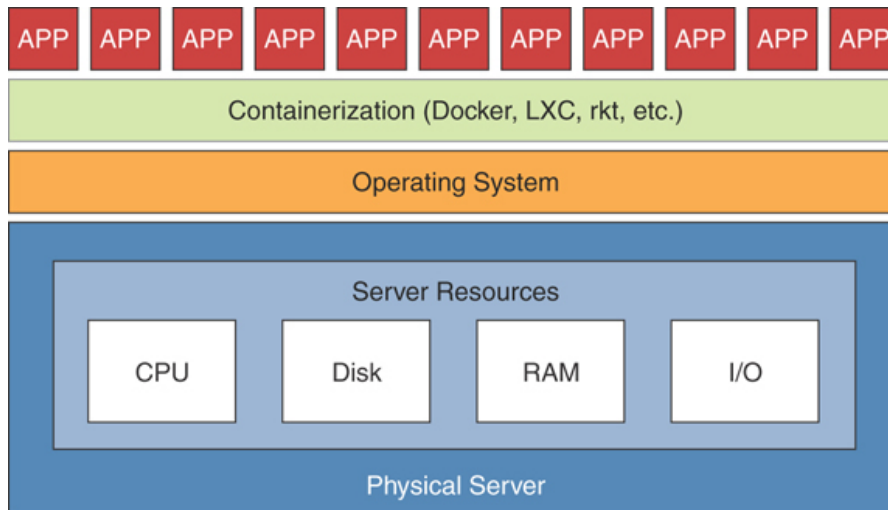 APP APP APP APP APP APP APP APP APP APP APP
Containerization (Docker, LXC, rkt, etc.)
Operating System
Server Resources
CPU Disk RAM I/O
Physical Server